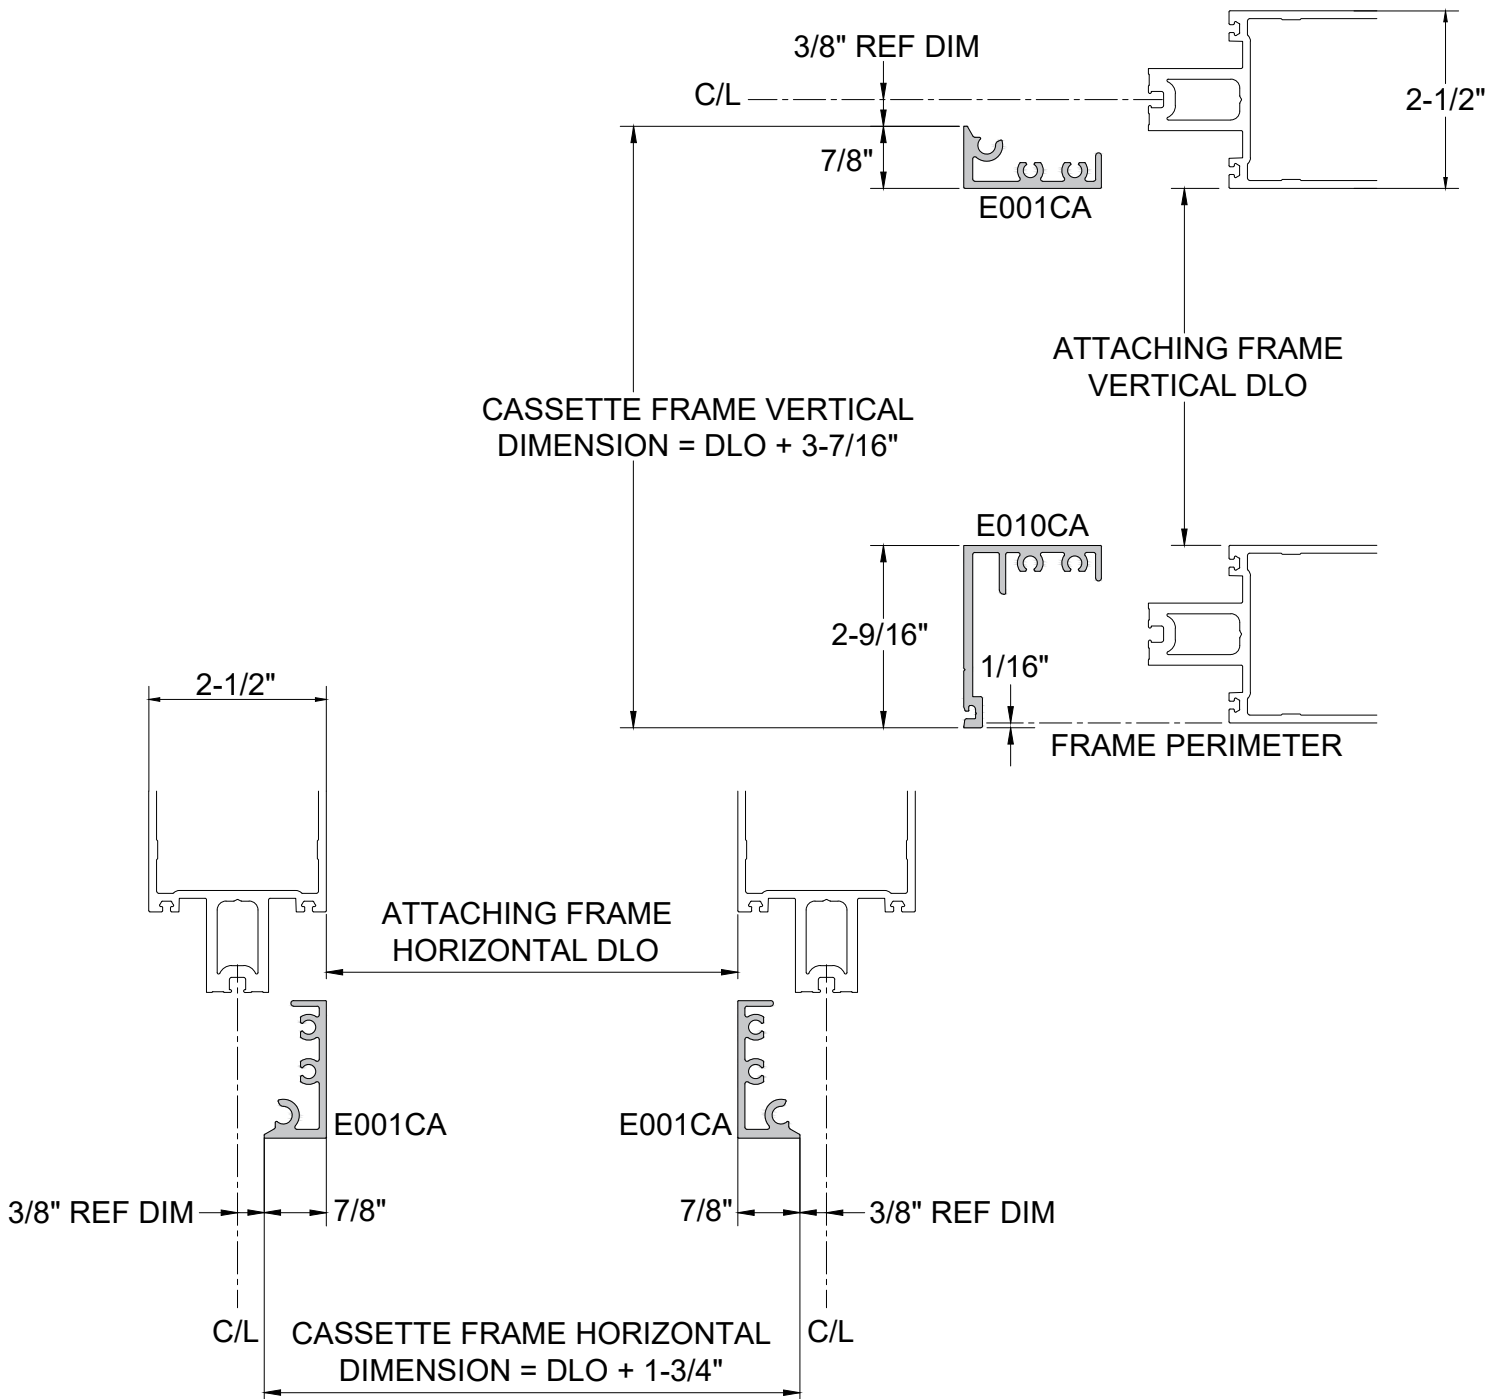 3/8" REF DIM
C/L
2-1/2"
7/8"
E001CA
ATTACHING FRAME
VERTICAL DLO
CASSETTE FRAME VERTICAL
DIMENSION = DLO + 3-7/16"
E010CA
2-9/16"
1/16"
FRAME PERIMETER
2-1/2"
ATTACHING FRAME
HORIZONTAL DLO
E001CA
E001CA
3/8" REF DIM
7/8"
7/8"
3/8" REF DIM
C/L
CASSETTE FRAME HORIZONTAL
DIMENSION = DLO + 1-3/4"
C/L